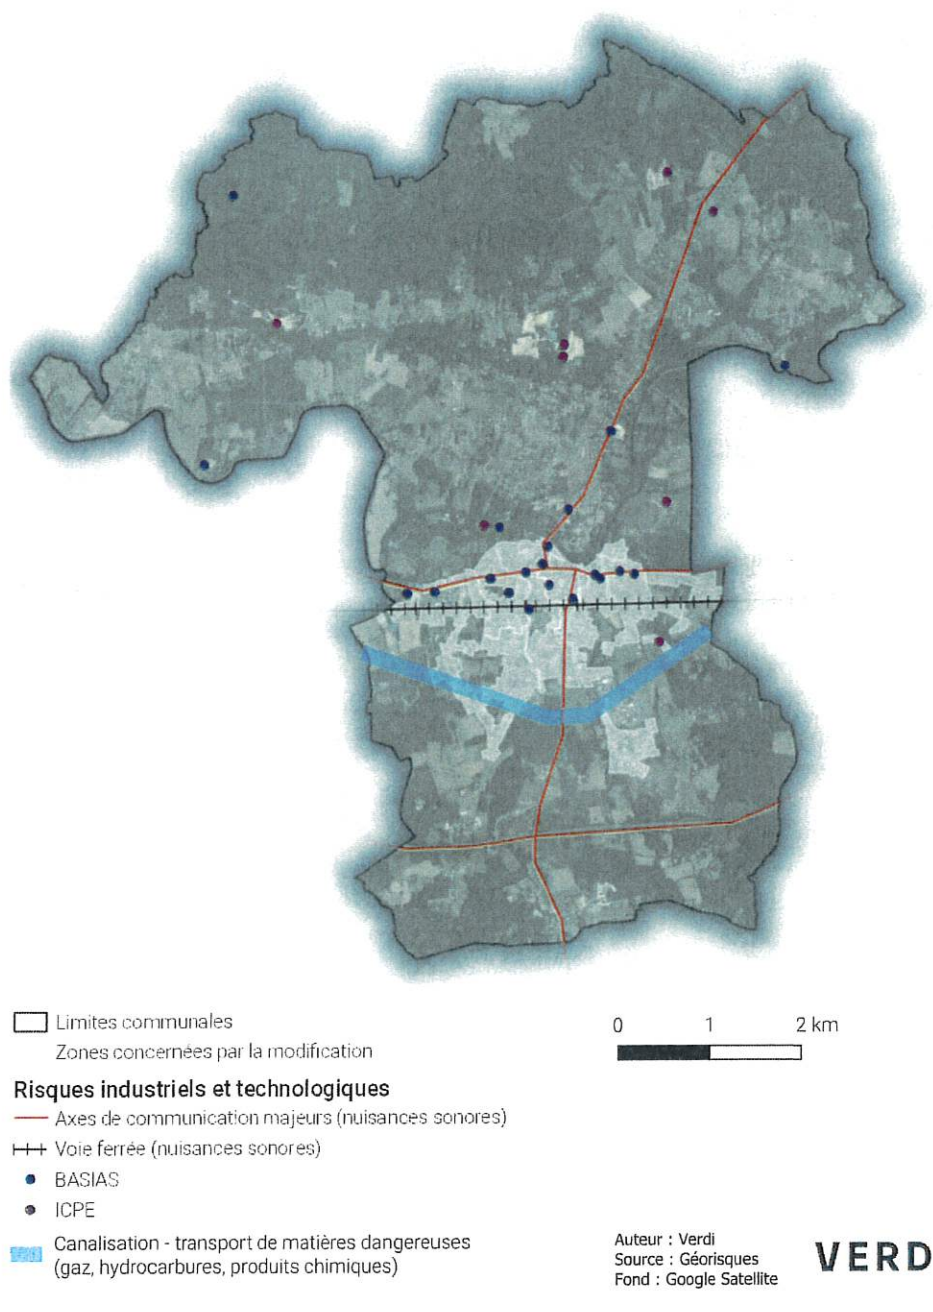 Limites communales
Zones concernées par la modification
0 1 2 km
Risques industriels et technologiques
Axes de communication majeurs (nuisances sonores)
Voie ferrée (nuisances sonores)
BASIAS
ICPE
Canalisation - transport de matières dangereuses
(gaz, hydrocarbures, produits chimiques)
Auteur : Verdi
Source : Géorisques
Fond : Google Satellite
VERD